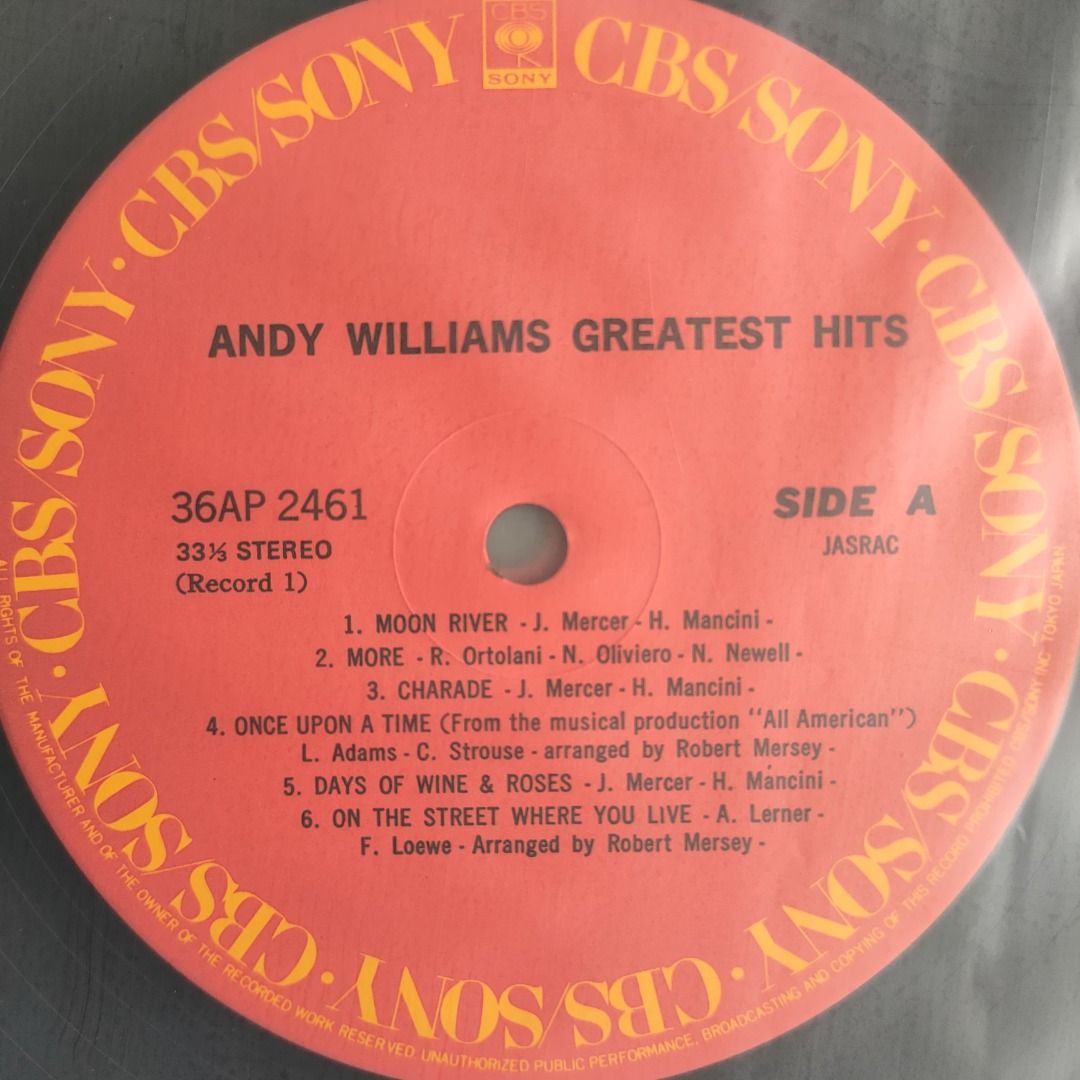 CBS
SONY
CBS/SONY · CBS/SONY · CBS/SONY · CBS/SONY · CBS/SONY · CBS/SONY · CBS/SONY · CBS/SONY
ANDY WILLIAMS GREATEST HITS
36AP 2461
33⅓ STEREO
(Record 1)
SIDE A
JASRAC
1. MOON RIVER - J. Mercer - H. Mancini -
2. MORE - R. Ortolani - N. Oliviero - N. Newell -
3. CHARADE - J. Mercer - H. Mancini -
4. ONCE UPON A TIME (From the musical production "All American")
L. Adams - C. Strouse - arranged by Robert Mersey -
5. DAYS OF WINE & ROSES - J. Mercer - H. Mancini -
6. ON THE STREET WHERE YOU LIVE - A. Lerner -
F. Loewe - Arranged by Robert Mersey -
ALL RIGHTS OF THE MANUFACTURER AND OF THE OWNER OF THE RECORDED WORK RESERVED UNAUTHORIZED PUBLIC PERFORMANCE, BROADCASTING AND COPYING OF THIS RECORD PROHIBITED CBS/SONY INC. TOKYO JAPAN